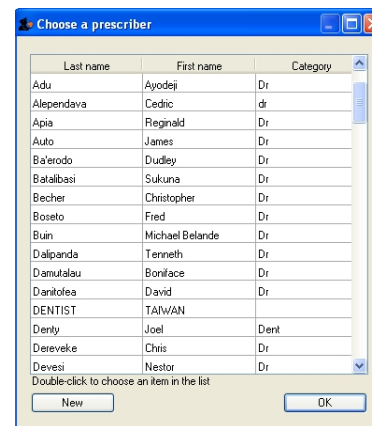 Choose a prescriber
Last name First name Category
Adu Ayodeji Dr
Alependava Cedric dr
Apia Reginald Dr
Auto James Dr
Ba'erodo Dudley Dr
Batalibasi Sukuna Dr
Becher Christopher Dr
Boseto Fred Dr
Buin Michael Belande Dr
Dalipanda Tenneth Dr
Damutalau Boniface Dr
Danitofea David Dr
DENTIST TAIWAN
Denty Joel Dent
Dereveke Chris Dr
Devesi Nestor Dr
Double-click to choose an item in the list
New OK